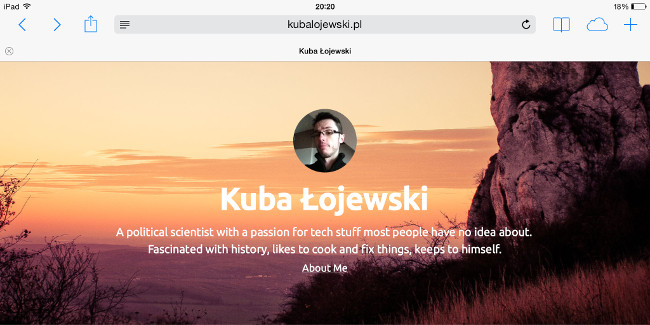 iPad 20:20 18%
kubalojewski.pl
Kuba Łojewski
Kuba Łojewski
A political scientist with a passion for tech stuff most people have no idea about.
Fascinated with history, likes to cook and fix things, keeps to himself.
About Me